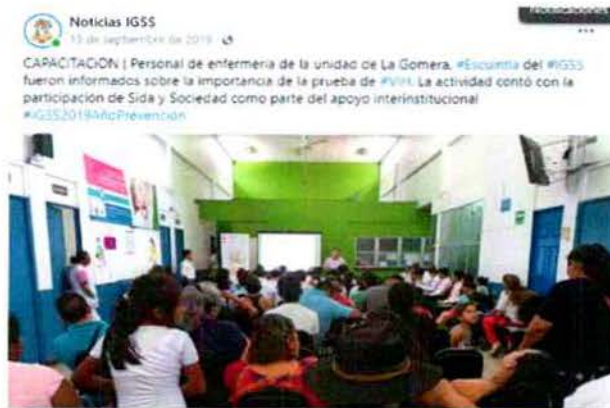 Notificaciones
Noticias IGSS
13 de septiembre de 2019
CAPACITACIÓN | Personal de enfermería de la unidad de La Gomera, #Escuintla del #IGSS
fueron informados sobre la importancia de la prueba de #VIH. La actividad contó con la
participación de Sida y Sociedad como parte del apoyo interinstitucional
#IGSS2019AñoPrevención